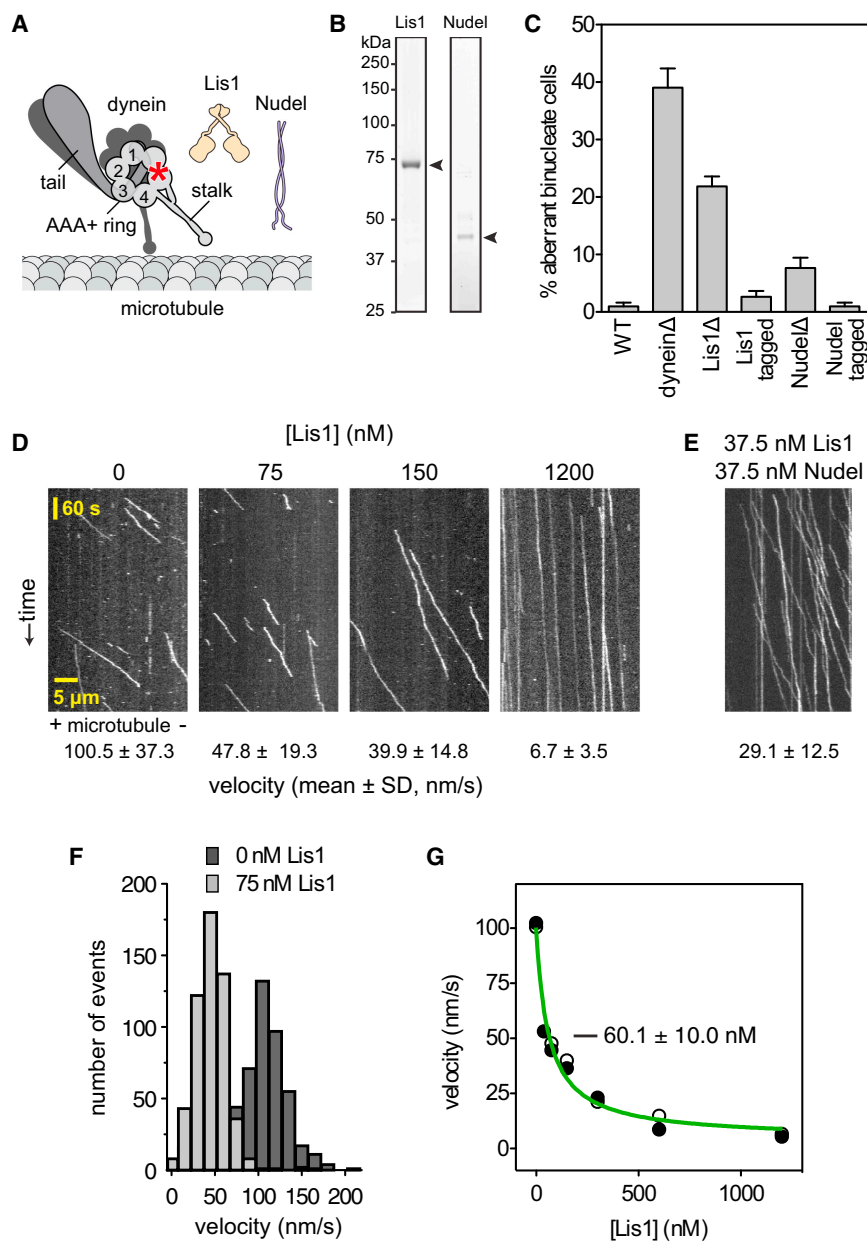 A
dynein
Lis1
Nudel
1
2
3
4
*
tail
stalk
AAA+ ring
microtubule
B
kDa
Lis1
Nudel
250
150
100
75
50
37
25
C
% aberrant binucleate cells
50
40
30
20
10
0
WT
dyneinΔ
Lis1Δ
Lis1 tagged
NudelΔ
Nudel tagged
D
[Lis1] (nM)
0
75
150
1200
60 s
←time
5 µm
+ microtubule -
100.5 ± 37.3
47.8 ± 19.3
39.9 ± 14.8
6.7 ± 3.5
velocity (mean ± SD, nm/s)
E
37.5 nM Lis1
37.5 nM Nudel
29.1 ± 12.5
F
0 nM Lis1
75 nM Lis1
number of events
200
150
100
50
0
0 50 100 150 200
velocity (nm/s)
G
velocity (nm/s)
100
75
50
25
0
60.1 ± 10.0 nM
0 500 1000
[Lis1] (nM)